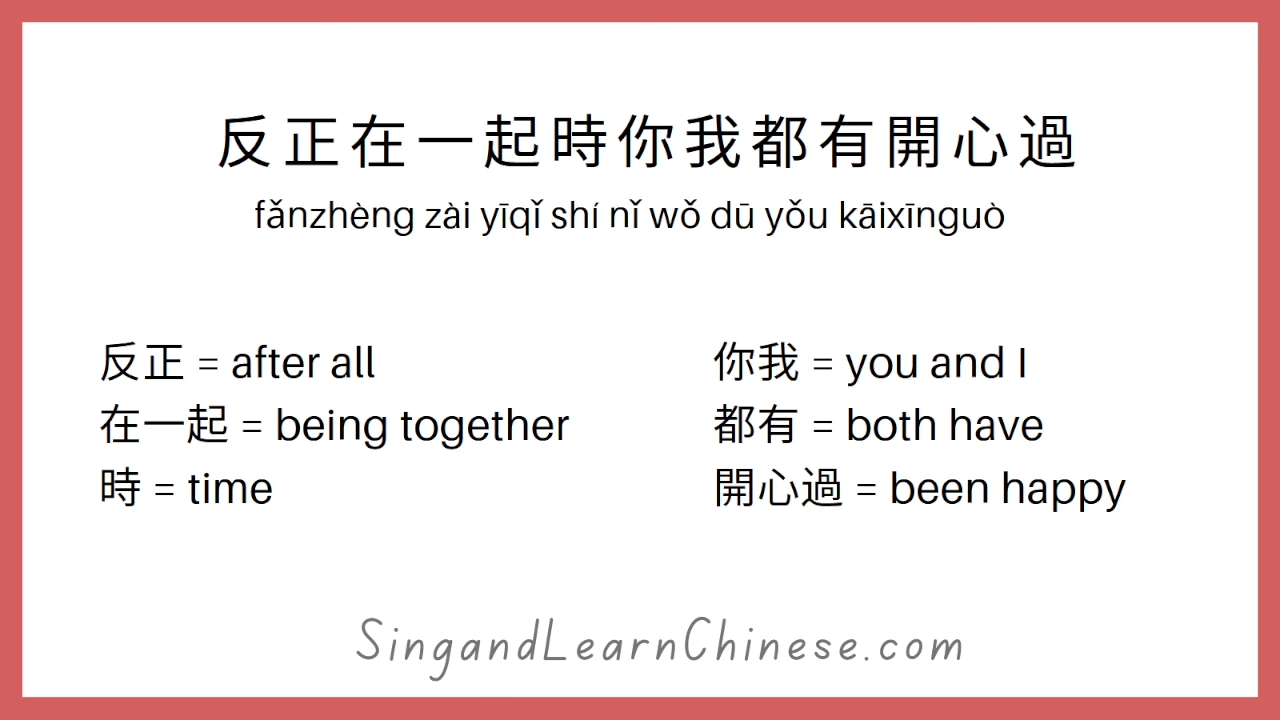 反正在一起時你我都有開心過
fǎnzhèng zài yīqǐ shí nǐ wǒ dū yǒu kāixīnguò
反正 = after all
在一起 = being together
時 = time
你我 = you and I
都有 = both have
開心過 = been happy
SingandLearnChinese.com